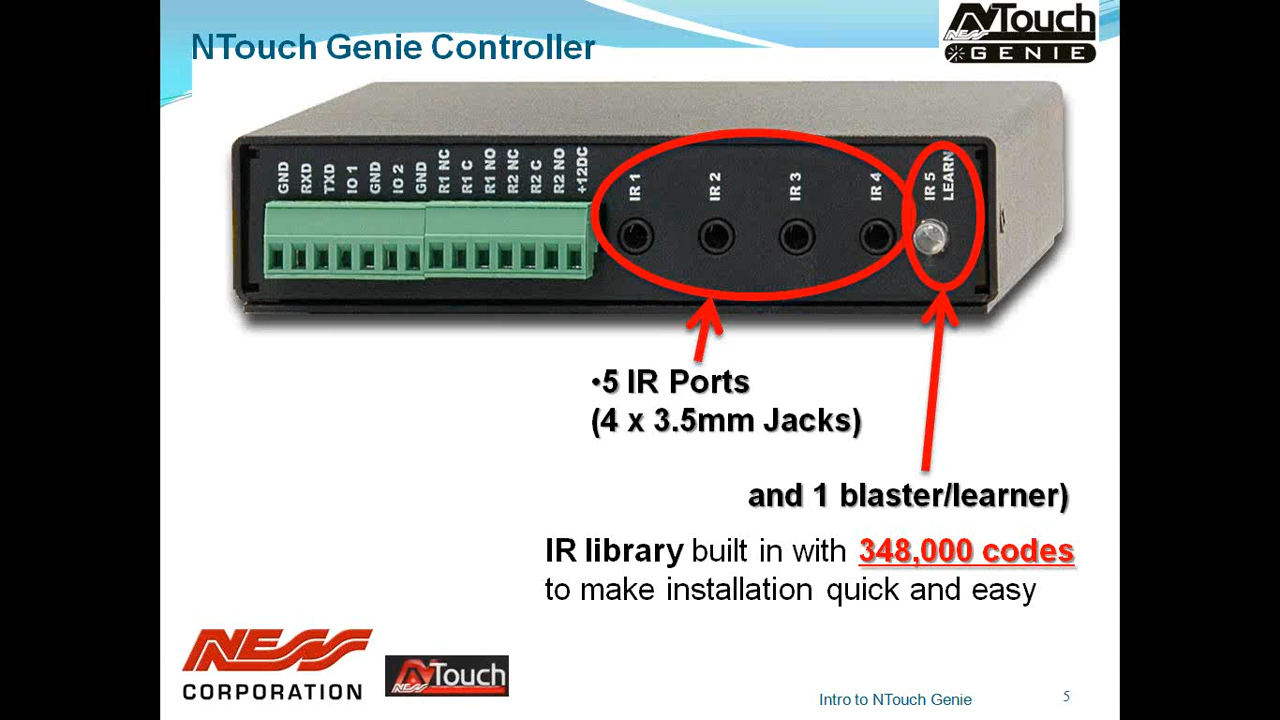 NTouch Genie Controller
NTouch
NESS
GENIE
GND
RXD
TXD
IO 1
GND
IO 2
GND
R1 NC
R1 C
R1 NO
R2 NC
R2 C
R2 NO
+12DC
IR 1
IR 2
IR 3
IR 4
IR 5
LEARN
•5 IR Ports
(4 x 3.5mm Jacks)
and 1 blaster/learner)
IR library built in with 348,000 codes
to make installation quick and easy
NESS
CORPORATION
NTouch
NESS
Intro to NTouch Genie
5